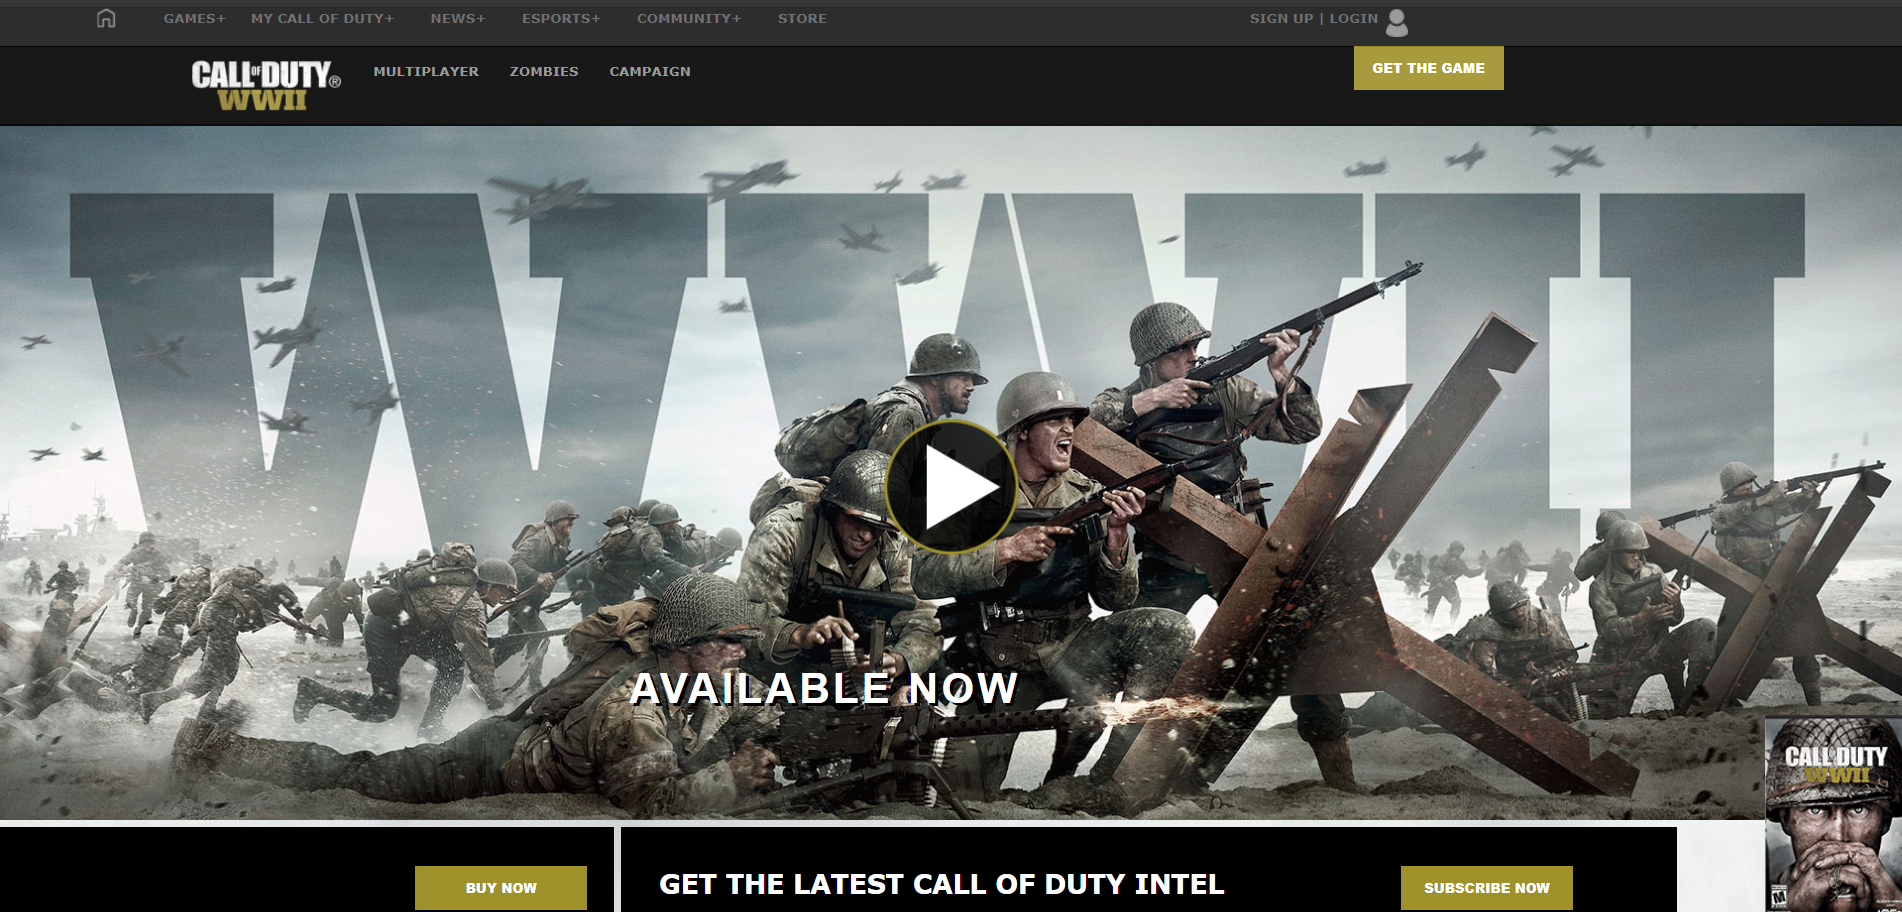 GAMES+ MY CALL OF DUTY+ NEWS+ ESPORTS+ COMMUNITY+ STORE SIGN UP | LOGIN
CALL OF DUTY®
WWII
MULTIPLAYER ZOMBIES CAMPAIGN
GET THE GAME
WWII
AVAILABLE NOW
CALL OF DUTY
WWII
BUY NOW
GET THE LATEST CALL OF DUTY INTEL
SUBSCRIBE NOW
M